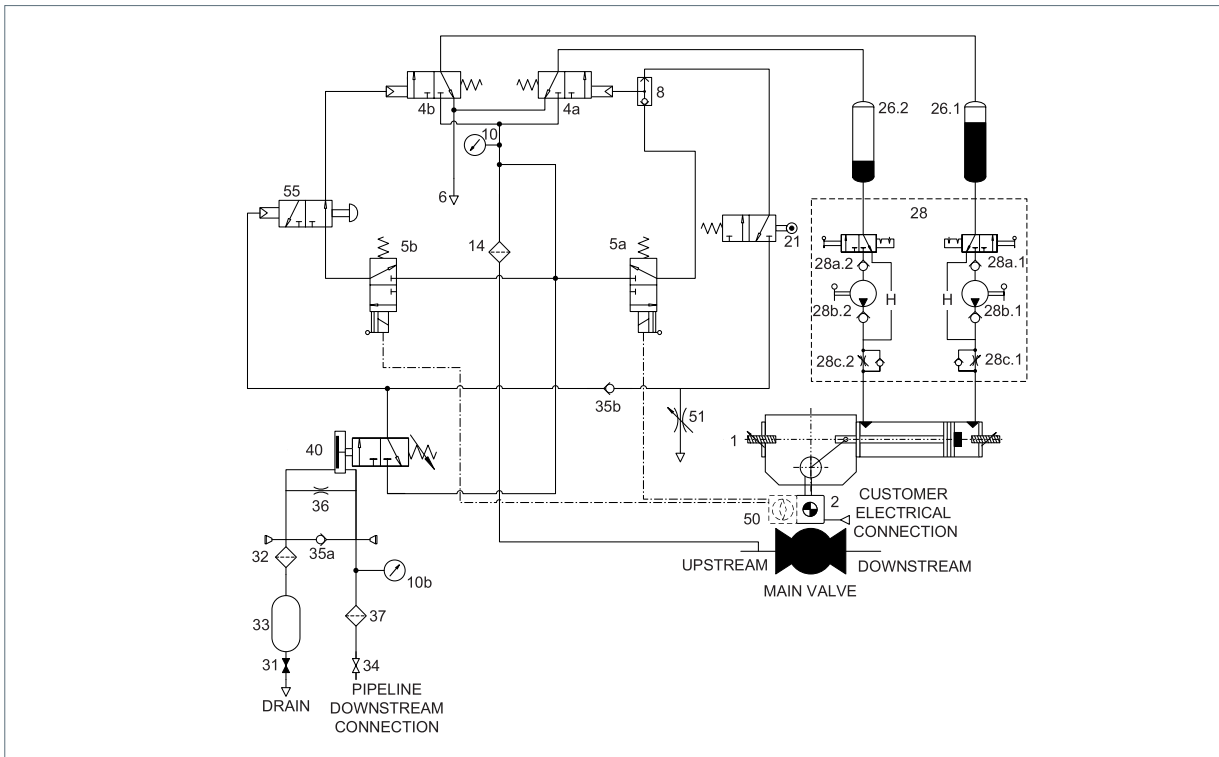 4b
4a
8
26.2
26.1
10
6
55
28
5b
14
5a
21
28a.2
28a.1
H
H
28b.2
28b.1
28c.2
28c.1
35b
51
1
40
36
50
2
CUSTOMER
ELECTRICAL
CONNECTION
32
35a
UPSTREAM
DOWNSTREAM
10b
MAIN VALVE
33
37
31
34
DRAIN
PIPELINE
DOWNSTREAM
CONNECTION